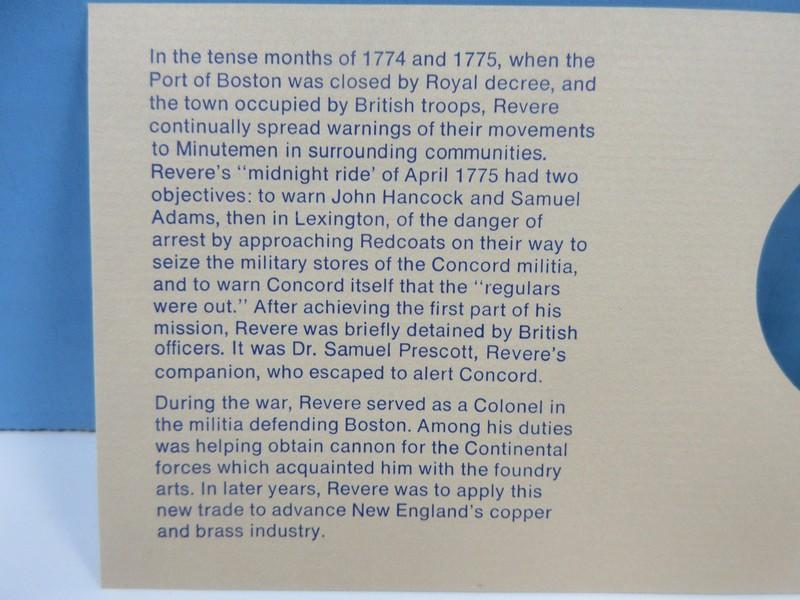 In the tense months of 1774 and 1775, when the
Port of Boston was closed by Royal decree, and
the town occupied by British troops, Revere
continually spread warnings of their movements
to Minutemen in surrounding communities.
Revere's "midnight ride' of April 1775 had two
objectives: to warn John Hancock and Samuel
Adams, then in Lexington, of the danger of
arrest by approaching Redcoats on their way to
seize the military stores of the Concord militia,
and to warn Concord itself that the "regulars
were out." After achieving the first part of his
mission, Revere was briefly detained by British
officers. It was Dr. Samuel Prescott, Revere's
companion, who escaped to alert Concord.
During the war, Revere served as a Colonel in
the militia defending Boston. Among his duties
was helping obtain cannon for the Continental
forces which acquainted him with the foundry
arts. In later years, Revere was to apply this
new trade to advance New England's copper
and brass industry.